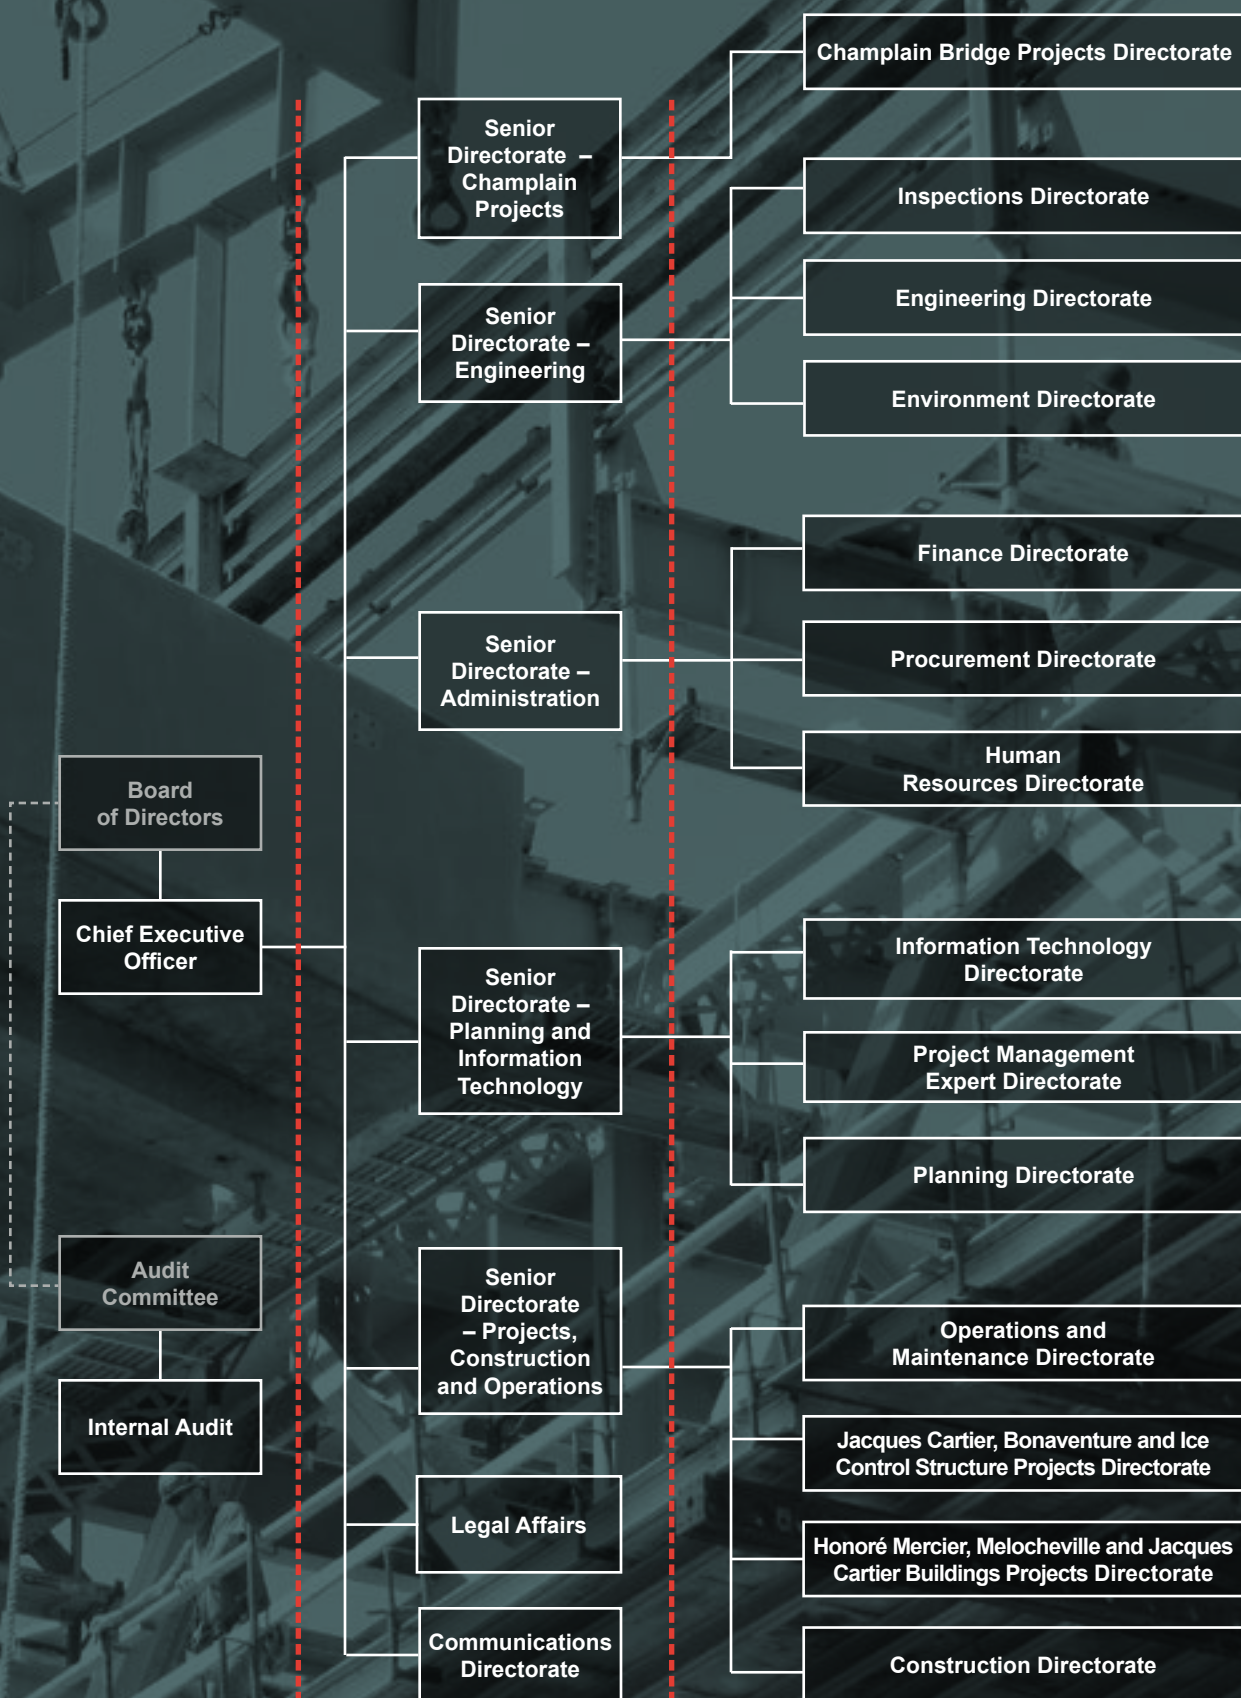 Board
of Directors
Chief Executive
Officer
Audit
Committee
Internal Audit
Senior
Directorate –
Champlain
Projects
Senior
Directorate –
Engineering
Senior
Directorate –
Administration
Senior
Directorate –
Planning and
Information
Technology
Senior
Directorate
– Projects,
Construction
and Operations
Legal Affairs
Communications
Directorate
Champlain Bridge Projects Directorate
Inspections Directorate
Engineering Directorate
Environment Directorate
Finance Directorate
Procurement Directorate
Human
Resources Directorate
Information Technology
Directorate
Project Management
Expert Directorate
Planning Directorate
Operations and
Maintenance Directorate
Jacques Cartier, Bonaventure and Ice
Control Structure Projects Directorate
Honoré Mercier, Melocheville and Jacques
Cartier Buildings Projects Directorate
Construction Directorate